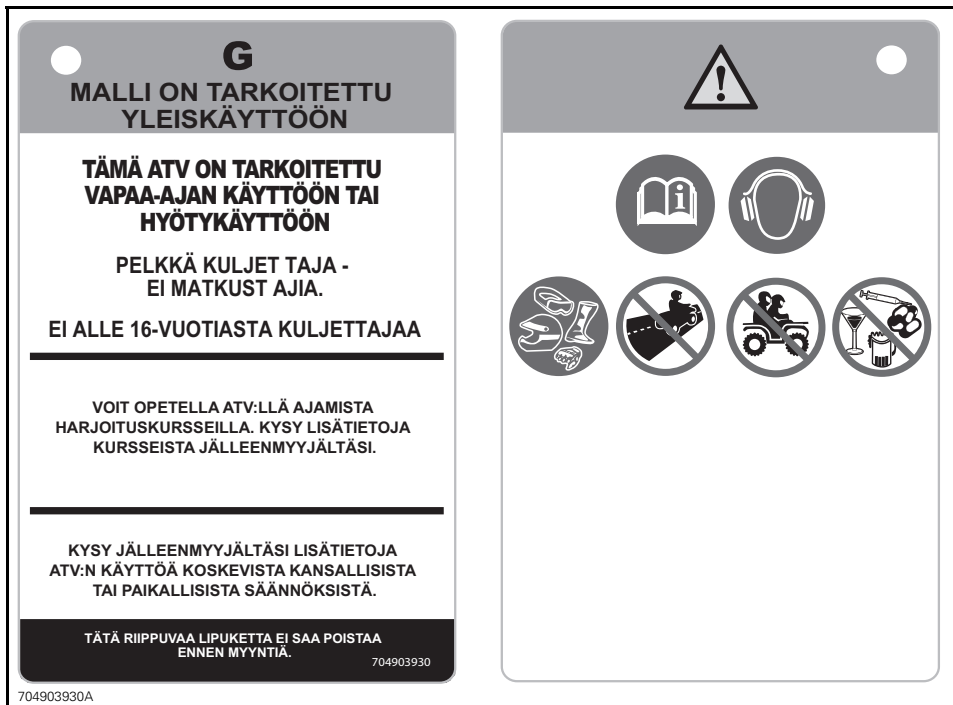 G
MALLI ON TARKOITETTU
YLEISKÄYTTÖÖN
TÄMÄ ATV ON TARKOITETTU
VAPAA-AJAN KÄYTTÖÖN TAI
HYÖTYKÄYTTÖÖN
PELKKÄ KULJET TAJA -
EI MATKUST AJIA.
EI ALLE 16-VUOTIASTA KULJETTAJAA
VOIT OPETELLA ATV:LLÄ AJAMISTA
HARJOITUSKURSSEILLA. KYSY LISÄTIETOJA
KURSSEISTA JÄLLEENMYYJÄLTÄSI.
KYSY JÄLLEENMYYJÄLTÄSI LISÄTIETOJA
ATV:N KÄYTTÖÄ KOSKEVISTA KANSALLISISTA
TAI PAIKALLISISTA SÄÄNNÖKSISTÄ.
TÄTÄ RIIPPUVAA LIPUKETTA EI SAA POISTAA
ENNEN MYYNTIÄ.
704903930
704903930A
!
i